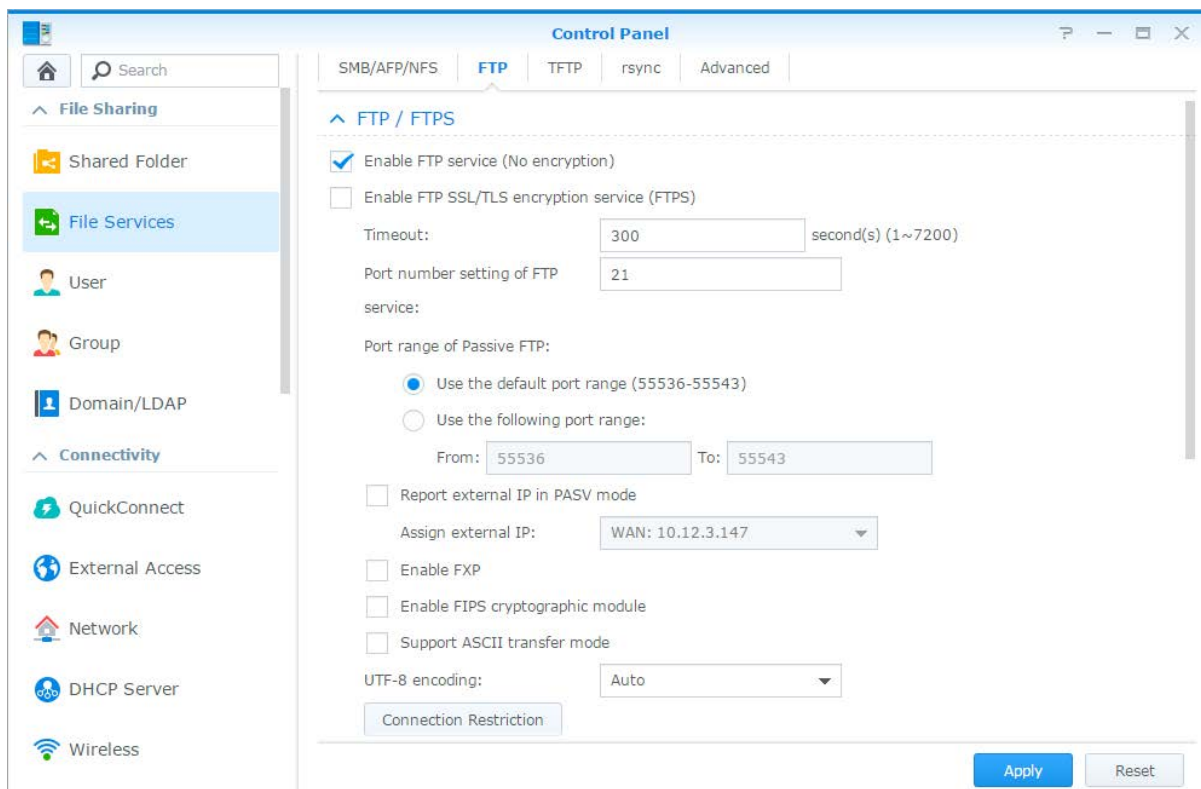 Control Panel
Search
File Sharing
Shared Folder
File Services
User
Group
Domain/LDAP
Connectivity
QuickConnect
External Access
Network
DHCP Server
Wireless
SMB/AFP/NFS FTP TFTP rsync Advanced
FTP / FTPS
Enable FTP service (No encryption)
Enable FTP SSL/TLS encryption service (FTPS)
Timeout: 300 second(s) (1~7200)
Port number setting of FTP 21
service:
Port range of Passive FTP:
Use the default port range (55536-55543)
Use the following port range:
From: 55536 To: 55543
Report external IP in PASV mode
Assign external IP: WAN: 10.12.3.147
Enable FXP
Enable FIPS cryptographic module
Support ASCII transfer mode
UTF-8 encoding: Auto
Connection Restriction
Apply Reset